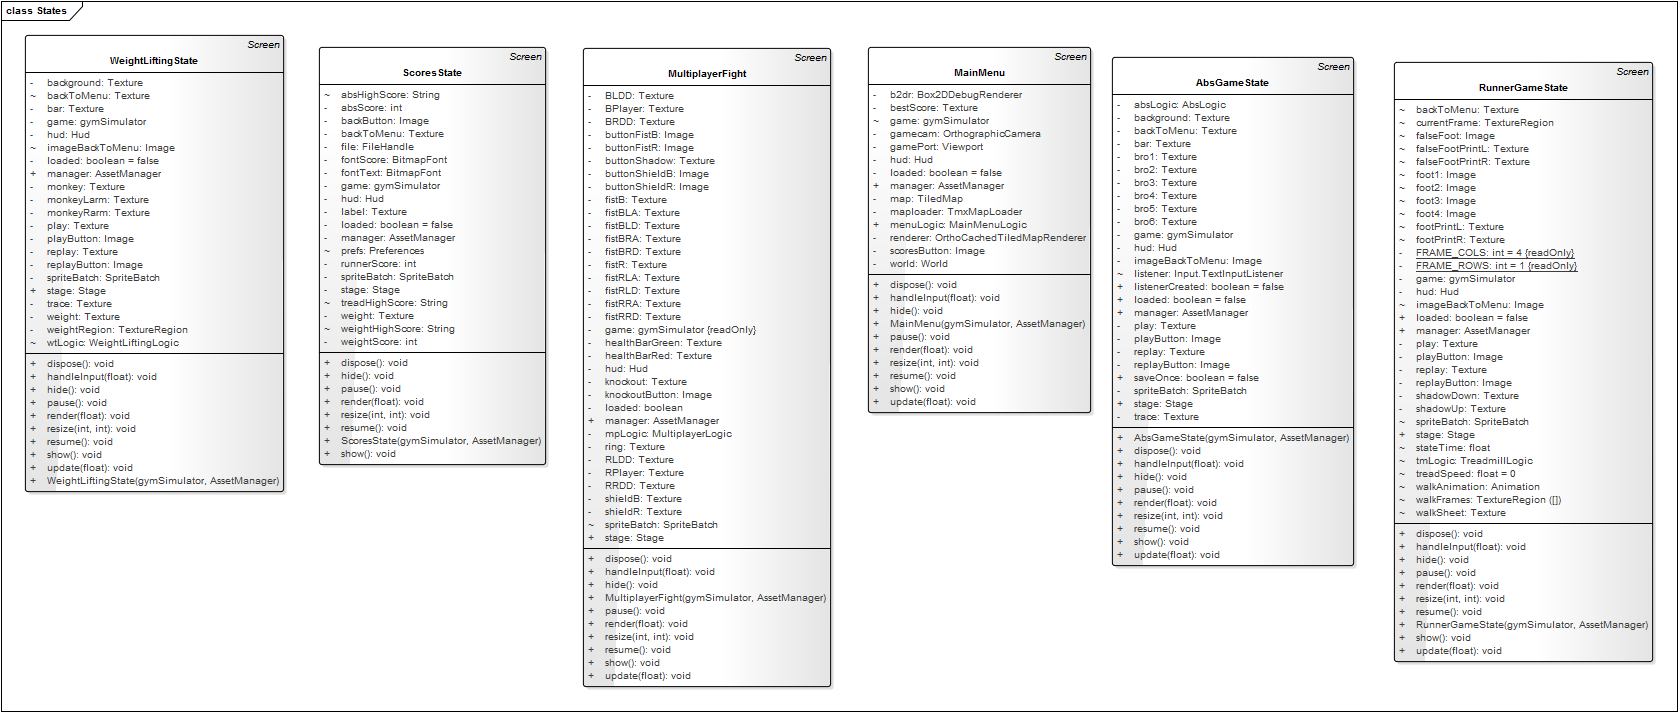 class States
Screen
WeightLiftingState
- background: Texture
~ backToMenu: Texture
- bar: Texture
- game: gymSimulator
- hud: Hud
~ imageBackToMenu: Image
- loaded: boolean = false
+ manager: AssetManager
- monkey: Texture
- monkeyLarm: Texture
- monkeyRarm: Texture
- play: Texture
- playButton: Image
- replay: Texture
- replayButton: Image
- spriteBatch: SpriteBatch
+ stage: Stage
- trace: Texture
- weight: Texture
- weightRegion: TextureRegion
~ wtLogic: WeightLiftingLogic
+ dispose(): void
+ handleInput(float): void
+ hide(): void
+ pause(): void
+ render(float): void
+ resize(int, int): void
+ resume(): void
+ show(): void
+ update(float): void
+ WeightLiftingState(gymSimulator, AssetManager)
Screen
ScoresState
~ absHighScore: String
- absScore: int
- backButton: Image
- backToMenu: Texture
- file: FileHandle
- fontScore: BitmapFont
- fontText: BitmapFont
- game: gymSimulator
- hud: Hud
- label: Texture
- loaded: boolean = false
- manager: AssetManager
~ prefs: Preferences
- runnerScore: int
- spriteBatch: SpriteBatch
- stage: Stage
~ treadHighScore: String
- weight: Texture
~ weightHighScore: String
- weightScore: int
+ dispose(): void
+ hide(): void
+ pause(): void
+ render(float): void
+ resize(int, int): void
+ resume(): void
+ ScoresState(gymSimulator, AssetManager)
+ show(): void
Screen
MultiplayerFight
- BLDD: Texture
- BPlayer: Texture
- BRDD: Texture
- buttonFistB: Image
- buttonFistR: Image
- buttonShadow: Texture
- buttonShieldB: Image
- buttonShieldR: Image
- fistB: Texture
- fistBLA: Texture
- fistBLD: Texture
- fistBRA: Texture
- fistBRD: Texture
- fistR: Texture
- fistRLA: Texture
- fistRLD: Texture
- fistRRA: Texture
- fistRRD: Texture
- game: gymSimulator {readOnly}
- healthBarGreen: Texture
- healthBarRed: Texture
- hud: Hud
- knockout: Texture
- knockoutButton: Image
- loaded: boolean
+ manager: AssetManager
- mpLogic: MultiplayerLogic
- ring: Texture
- RLDD: Texture
- RPlayer: Texture
- RRDD: Texture
- shieldB: Texture
- shieldR: Texture
~ spriteBatch: SpriteBatch
+ stage: Stage
+ dispose(): void
+ handleInput(float): void
+ hide(): void
+ MultiplayerFight(gymSimulator, AssetManager)
+ pause(): void
+ render(float): void
+ resize(int, int): void
+ resume(): void
+ show(): void
+ update(float): void
Screen
MainMenu
- b2dr: Box2DDebugRenderer
- bestScore: Texture
~ game: gymSimulator
- gamecam: OrthographicCamera
- gamePort: Viewport
- hud: Hud
- loaded: boolean = false
+ manager: AssetManager
- map: TiledMap
- maploader: TmxMapLoader
+ menuLogic: MainMenuLogic
- renderer: OrthoCachedTiledMapRenderer
- scoresButton: Image
- world: World
+ dispose(): void
+ handleInput(float): void
+ hide(): void
+ MainMenu(gymSimulator, AssetManager)
+ pause(): void
+ render(float): void
+ resize(int, int): void
+ resume(): void
+ show(): void
+ update(float): void
Screen
AbsGameState
- absLogic: AbsLogic
- background: Texture
- backToMenu: Texture
- bar: Texture
- bro1: Texture
- bro2: Texture
- bro3: Texture
- bro4: Texture
- bro5: Texture
- bro6: Texture
- game: gymSimulator
- hud: Hud
- imageBackToMenu: Image
~ listener: Input.TextInputListener
+ listenerCreated: boolean = false
+ loaded: boolean = false
+ manager: AssetManager
- play: Texture
- playButton: Image
- replay: Texture
- replayButton: Image
+ saveOnce: boolean = false
- spriteBatch: SpriteBatch
+ stage: Stage
- trace: Texture
+ AbsGameState(gymSimulator, AssetManager)
+ dispose(): void
+ handleInput(float): void
+ hide(): void
+ pause(): void
+ render(float): void
+ resize(int, int): void
+ resume(): void
+ show(): void
+ update(float): void
Screen
RunnerGameState
~ backToMenu: Texture
~ currentFrame: TextureRegion
~ falseFoot: Image
~ falseFootPrintL: Texture
~ falseFootPrintR: Texture
~ foot1: Image
~ foot2: Image
~ foot3: Image
~ foot4: Image
~ footPrintL: Texture
~ footPrintR: Texture
- FRAME_COLS: int = 4 {readOnly}
- FRAME_ROWS: int = 1 {readOnly}
- game: gymSimulator
- hud: Hud
~ imageBackToMenu: Image
+ loaded: boolean = false
+ manager: AssetManager
- play: Texture
- playButton: Image
- replay: Texture
- replayButton: Image
- shadowDown: Texture
- shadowUp: Texture
~ spriteBatch: SpriteBatch
+ stage: Stage
~ stateTime: float
~ tmLogic: TreadmillLogic
~ treadSpeed: float = 0
~ walkAnimation: Animation
~ walkFrames: TextureRegion ([])
~ walkSheet: Texture
+ dispose(): void
+ handleInput(float): void
+ hide(): void
+ pause(): void
+ render(float): void
+ resize(int, int): void
+ resume(): void
+ RunnerGameState(gymSimulator, AssetManager)
+ show(): void
+ update(float): void